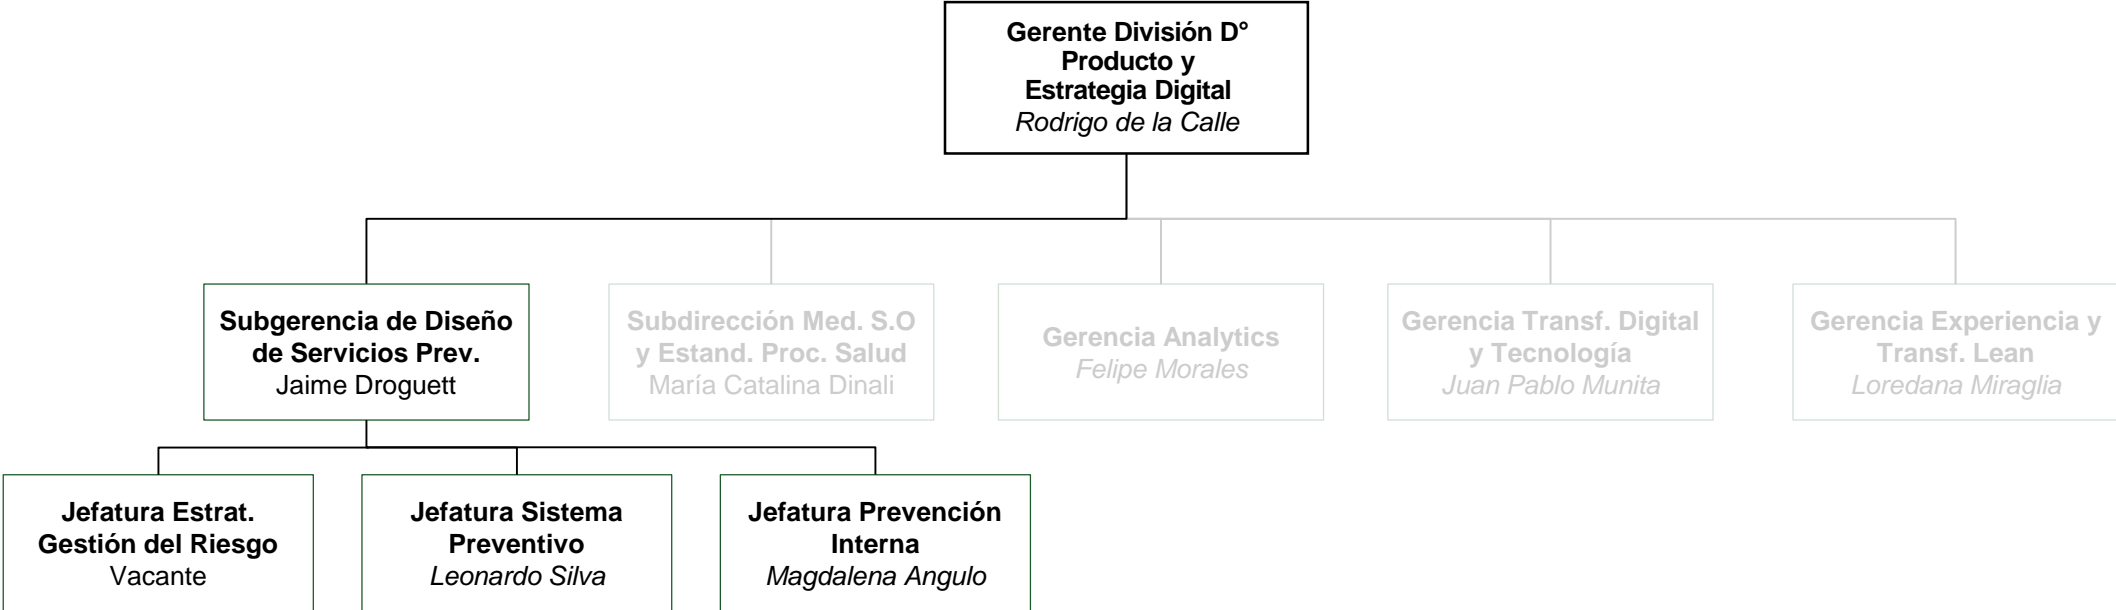 Gerente División D°
Producto y
Estrategia Digital
Rodrigo de la Calle
Subgerencia de Diseño
de Servicios Prev.
Jaime Droguett
Subdirección Med. S.O
y Estand. Proc. Salud
María Catalina Dinali
Gerencia Analytics
Felipe Morales
Gerencia Transf. Digital
y Tecnología
Juan Pablo Munita
Gerencia Experiencia y
Transf. Lean
Loredana Miraglia
Jefatura Estrat.
Gestión del Riesgo
Vacante
Jefatura Sistema
Preventivo
Leonardo Silva
Jefatura Prevención
Interna
Magdalena Angulo